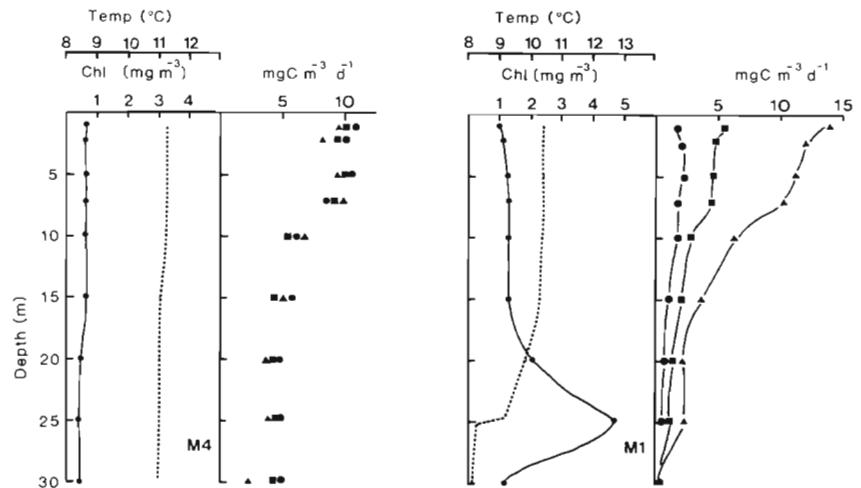 Temp (°C)
8 9 10 11 12
Chl (mg m⁻³)
1 2 3 4
mgC m⁻³ d⁻¹
5 10
Depth (m)
5
10
15
20
25
30
M4
Temp (°C)
8 9 10 11 12 13
Chl (mg m⁻³)
1 2 3 4 5
mgC m⁻³ d⁻¹
5 10 15
M1